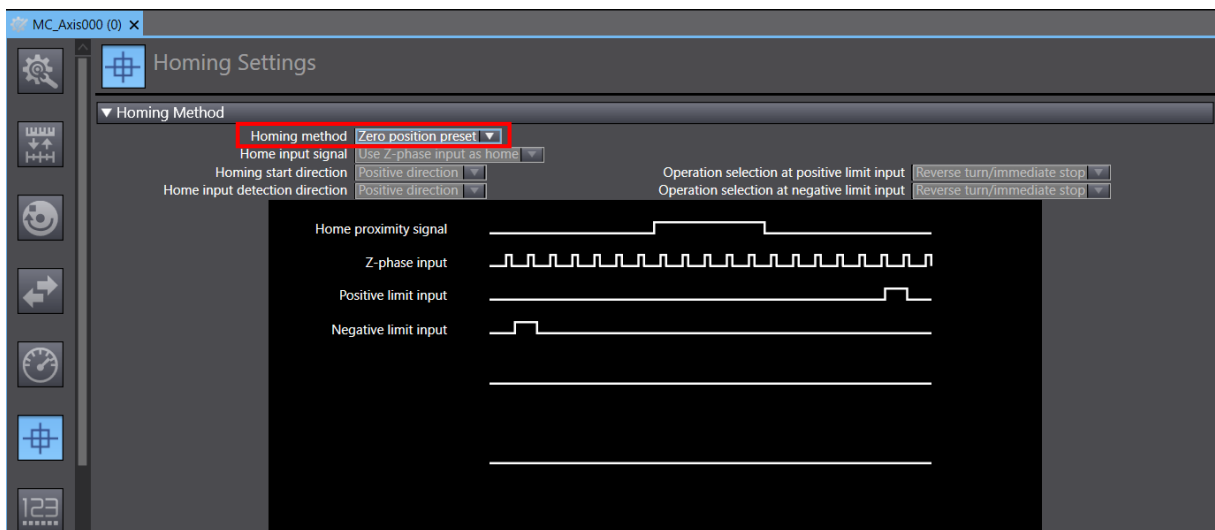 MC_Axis000 (0) ×
Homing Settings
▼ Homing Method
Homing method Zero position preset
Home input signal Use Z-phase input as home
Homing start direction Positive direction Operation selection at positive limit input Reverse turn/immediate stop
Home input detection direction Positive direction Operation selection at negative limit input Reverse turn/immediate stop
Home proximity signal
Z-phase input
Positive limit input
Negative limit input
123